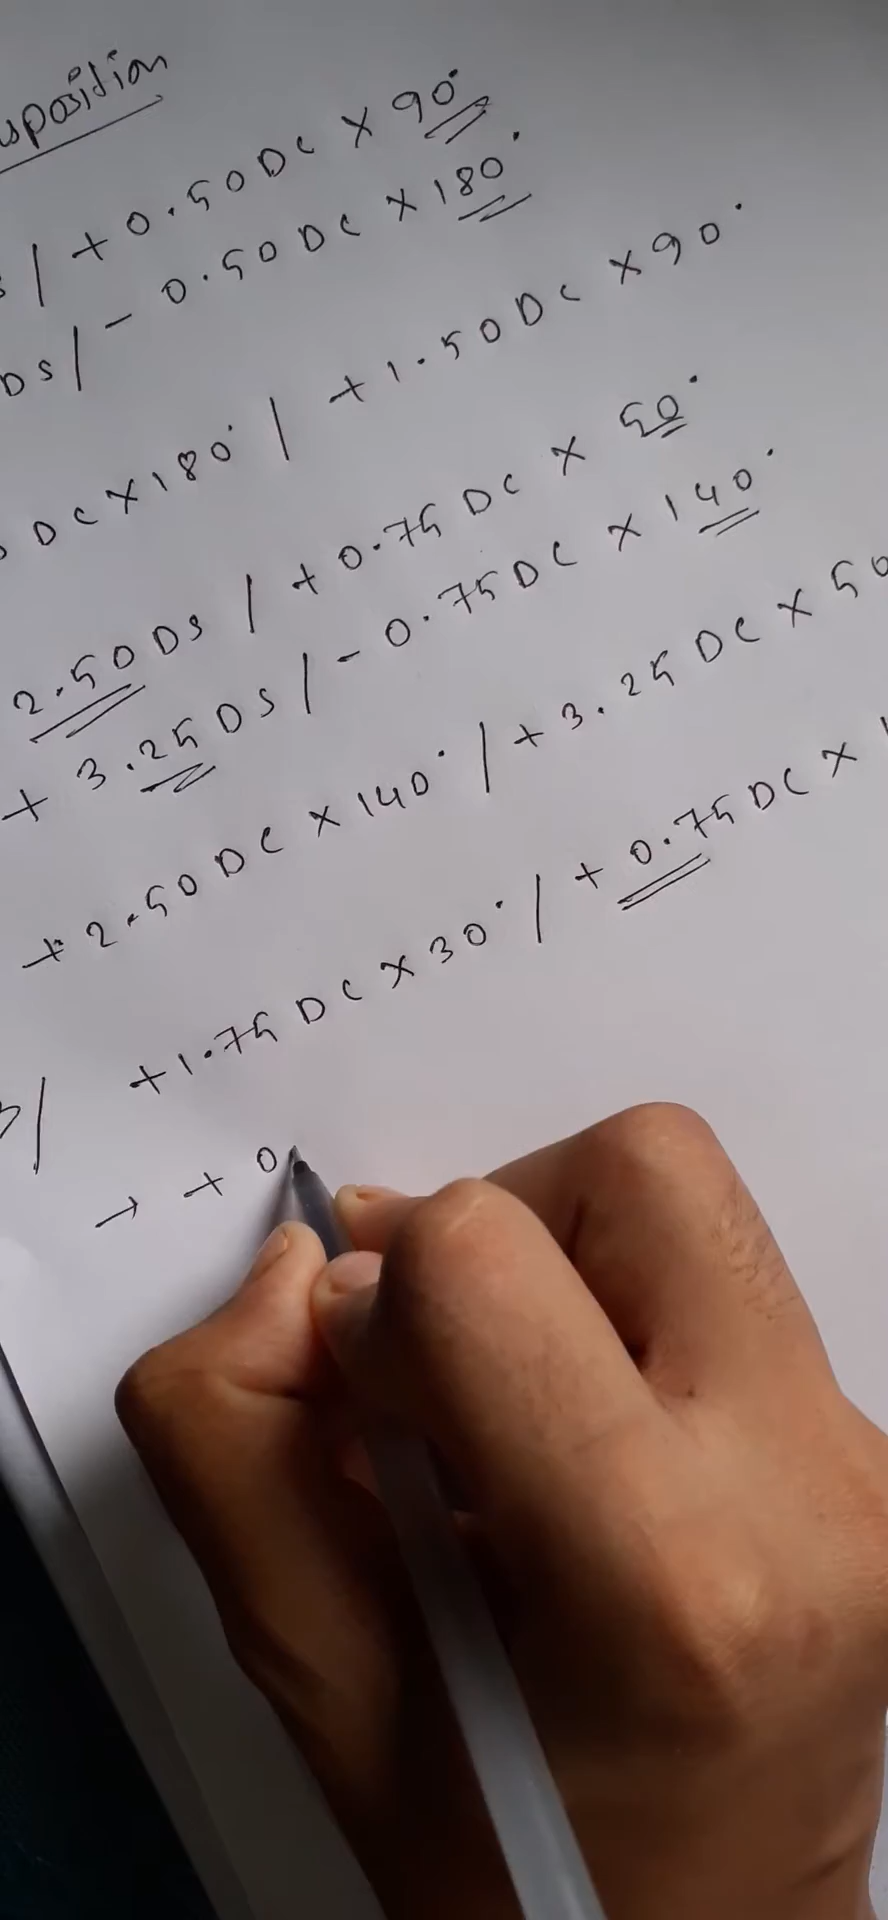 sposition
/ + 0.50 DC X 90°
DS / - 0.50 DC X 180°
DC X 180° / + 1.50 DC X 90°
2.50 DS / + 0.75 DC X 50°
+ 3.25 DS / - 0.75 DC X 140°
+ 2.50 DC X 140° / + 3.25 DC X 50
/ + 1.75 DC X 30° / + 0.75 DC X 1
→ + 0.